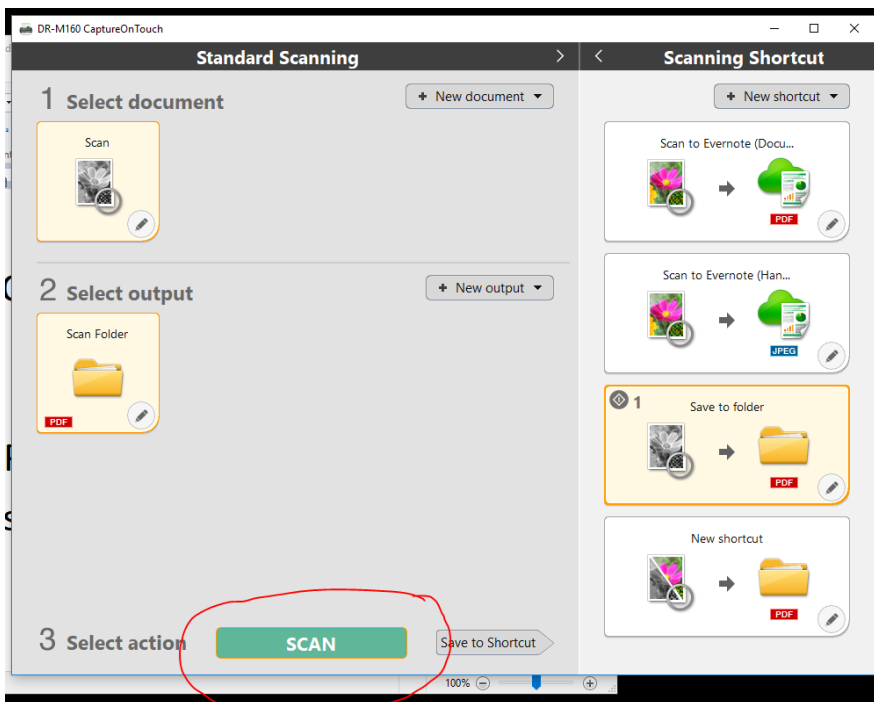 DR-M160 CaptureOnTouch
Standard Scanning
1 Select document
+ New document
Scan
2 Select output
+ New output
Scan Folder
PDF
3 Select action
SCAN
Save to Shortcut
Scanning Shortcut
+ New shortcut
Scan to Evernote (Docu...
PDF
Scan to Evernote (Han...
JPEG
1
Save to folder
PDF
New shortcut
PDF
100%